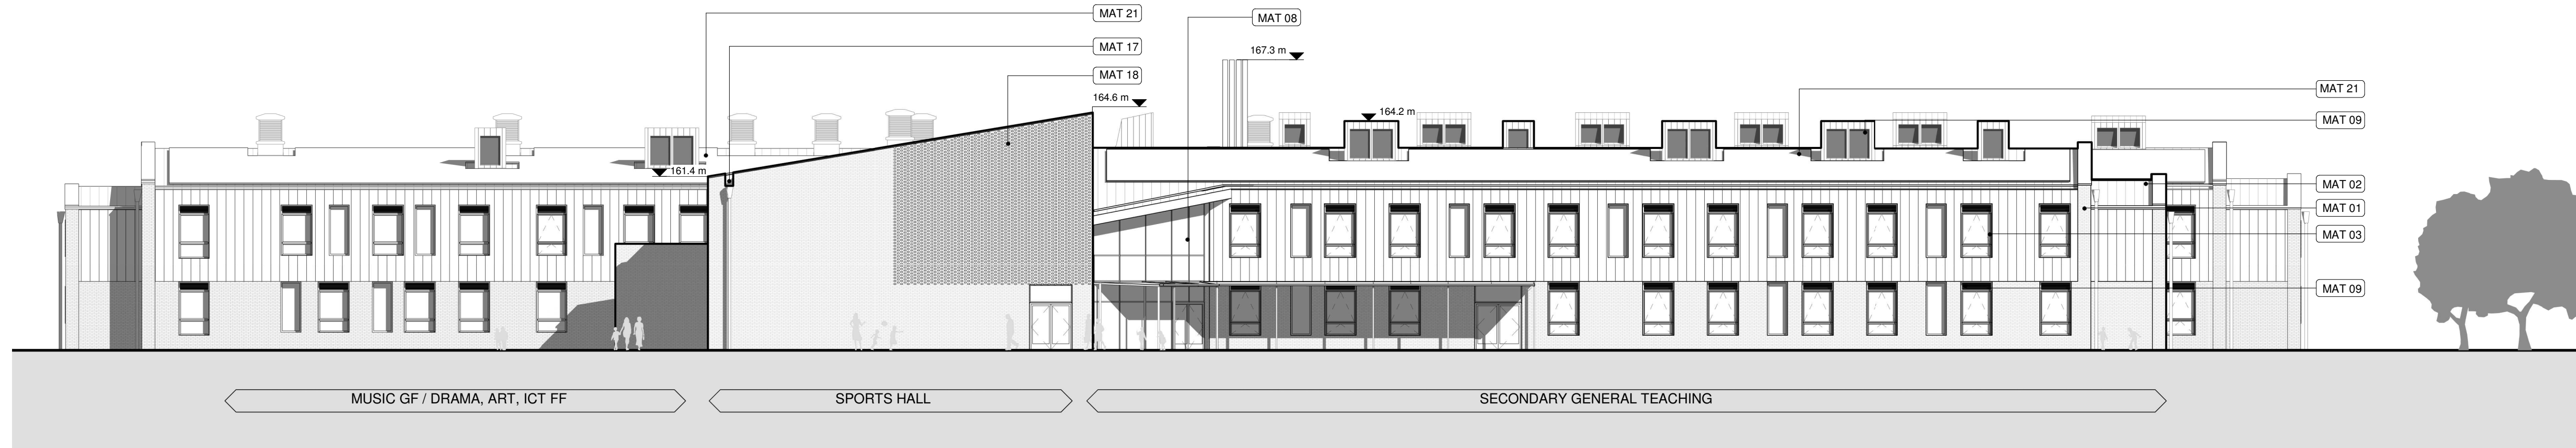 MAT 21
MAT 08
MAT 17
167.3 m
MAT 18
MAT 21
164.6 m
164.2 m
MAT 09
161.4 m
MAT 02
MAT 01
MAT 03
MAT 09
MUSIC GF / DRAMA, ART, ICT FF
SPORTS HALL
SECONDARY GENERAL TEACHING